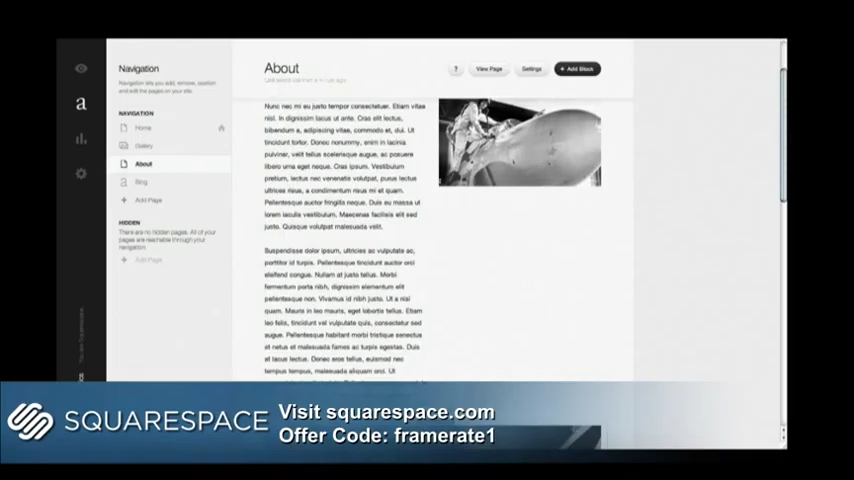 Navigation
Navigation lets you add, remove, position
and edit the pages on your site.
NAVIGATION
Home
Gallery
About
Blog
+ Add Page
HIDDEN
There are no hidden pages. All of your
pages are reachable through your
navigation.
+ Add Page
a
About
?
View Page
Settings
+ Add Block
Nunc nec mi eu justo tempor consectetuer. Etiam vitae
nisl. In dignissim lacus ut ante. Cras elit lectus,
bibendum a, adipiscing vitae, commodo et, dui. Ut
tincidunt tortor. Donec nonummy, enim in lacinia
pulvinar, velit tellus scelerisque augue, ac posuere
libero urna eget neque. Cras ipsum. Vestibulum
pretium, lectus nec venenatis volutpat, purus lectus
ultrices risus, a condimentum risus mi et quam.
Pellentesque auctor fringilla neque. Duis eu massa ut
lorem iaculis vestibulum. Maecenas facilisis elit sed
justo. Quisque volutpat malesuada velit.
Suspendisse dolor ipsum, ultricies ac vulputate ac,
porttitor id turpis. Pellentesque tincidunt auctor orci
eleifend congue. Nullam at justo tellus. Morbi
fermentum porta nibh, dignissim elementum elit
pellentesque non. Vivamus id nibh justo. Ut a nisl
quam. Mauris in leo mauris, eget lobortis tellus. Etiam
leo felis, tincidunt vel vulputate quis, consectetur sed
augue. Pellentesque habitant morbi tristique senectus
et netus et malesuada fames ac turpis egestas. Duis
at lacus lectus. Donec eros tellus, euismod nec
tempus tempus, malesuada aliquam orci. Ut
SQUARESPACE
Visit squarespace.com
Offer Code: framerate1